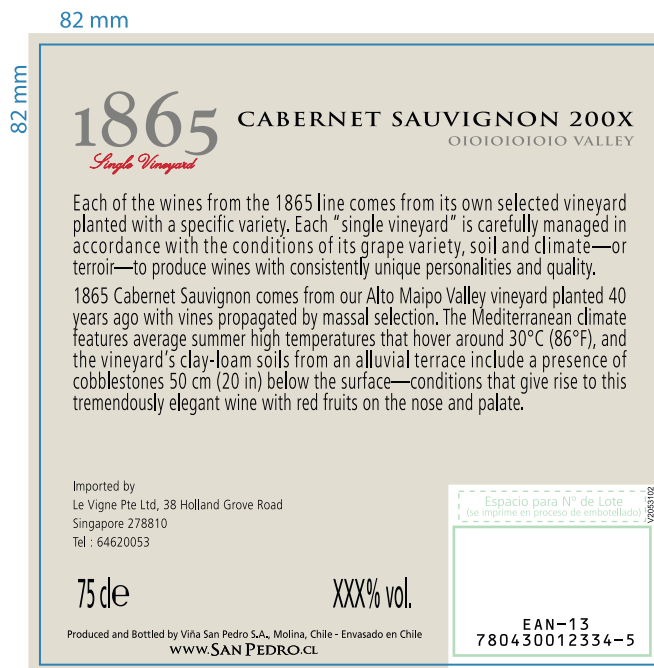 82 mm
82 mm
1865
Single Vineyard
CABERNET SAUVIGNON 200X
OIOIOIOIOIO VALLEY
Each of the wines from the 1865 line comes from its own selected vineyard
planted with a specific variety. Each “single vineyard” is carefully managed in
accordance with the conditions of its grape variety, soil and climate—or
terroir—to produce wines with consistently unique personalities and quality.
1865 Cabernet Sauvignon comes from our Alto Maipo Valley vineyard planted 40
years ago with vines propagated by massal selection. The Mediterranean climate
features average summer high temperatures that hover around 30°C (86°F), and
the vineyard’s clay-loam soils from an alluvial terrace include a presence of
cobblestones 50 cm (20 in) below the surface—conditions that give rise to this
tremendously elegant wine with red fruits on the nose and palate.
Imported by
Le Vigne Pte Ltd, 38 Holland Grove Road
Singapore 278810
Tel : 64620053
Espacio para Nº de Lote
(se imprime en proceso de embotellado)
V2053102
75 cle
XXX% vol.
EAN-13
780430012334-5
Produced and Bottled by Viña San Pedro S.A., Molina, Chile - Envasado en Chile
WWW.SAN PEDRO.CL